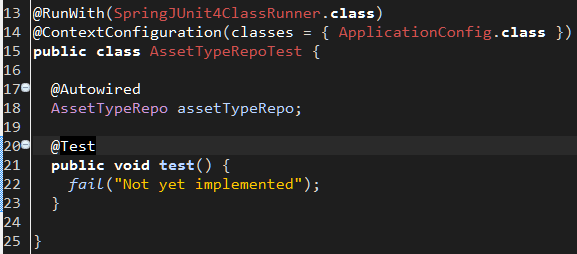 13 @RunWith(SpringJUnit4ClassRunner.class)
14 @ContextConfiguration(classes = { ApplicationConfig.class })
15 public class AssetTypeRepoTest {
16
17 @Autowired
18 AssetTypeRepo assetTypeRepo;
19
20 @Test
21 public void test() {
22 fail("Not yet implemented");
23 }
24
25 }